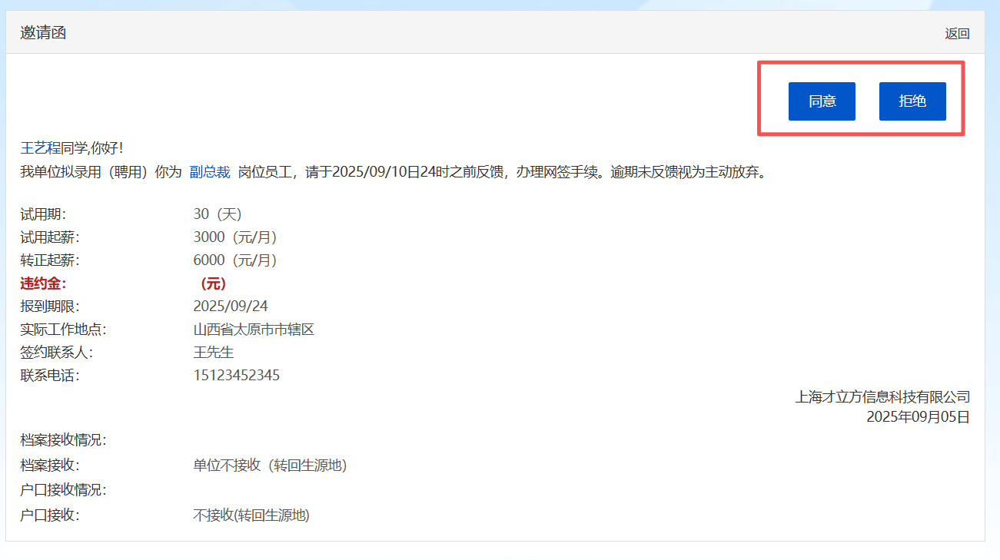 邀请函
返回
同意
拒绝
王艺程同学,你好！
我单位拟录用（聘用）你为 副总裁 岗位员工，请于2025/09/10日24时之前反馈，办理网签手续。逾期未反馈视为主动放弃。
试用期： 30（天）
试用起薪： 3000（元/月）
转正起薪： 6000（元/月）
违约金： （元）
报到期限： 2025/09/24
实际工作地点： 山西省太原市市辖区
签约联系人： 王先生
联系电话： 15123452345
上海才立方信息科技有限公司
2025年09月05日
档案接收情况：
档案接收： 单位不接收（转回生源地）
户口接收情况：
户口接收： 不接收(转回生源地)